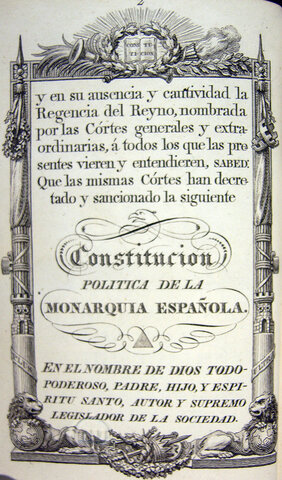 2
CONSTI
TUCION
y en su ausencia y cautividad la
Regencia del Reyno, nombrada
por las Córtes generales y extra-
ordinarias, á todos los que las pre
sentes vieren y entendieren, SABED:
Que las mismas Córtes han decre-
tado y sancionado la siguiente
Constitucion
POLITICA DE LA
MONARQUIA ESPAÑOLA.
EN EL NOMBRE DE DIOS TODO-
PODEROSO, PADRE, HIJO, Y ESPI-
RITU SANTO, AUTOR Y SUPREMO
LEGISLADOR DE LA SOCIEDAD.